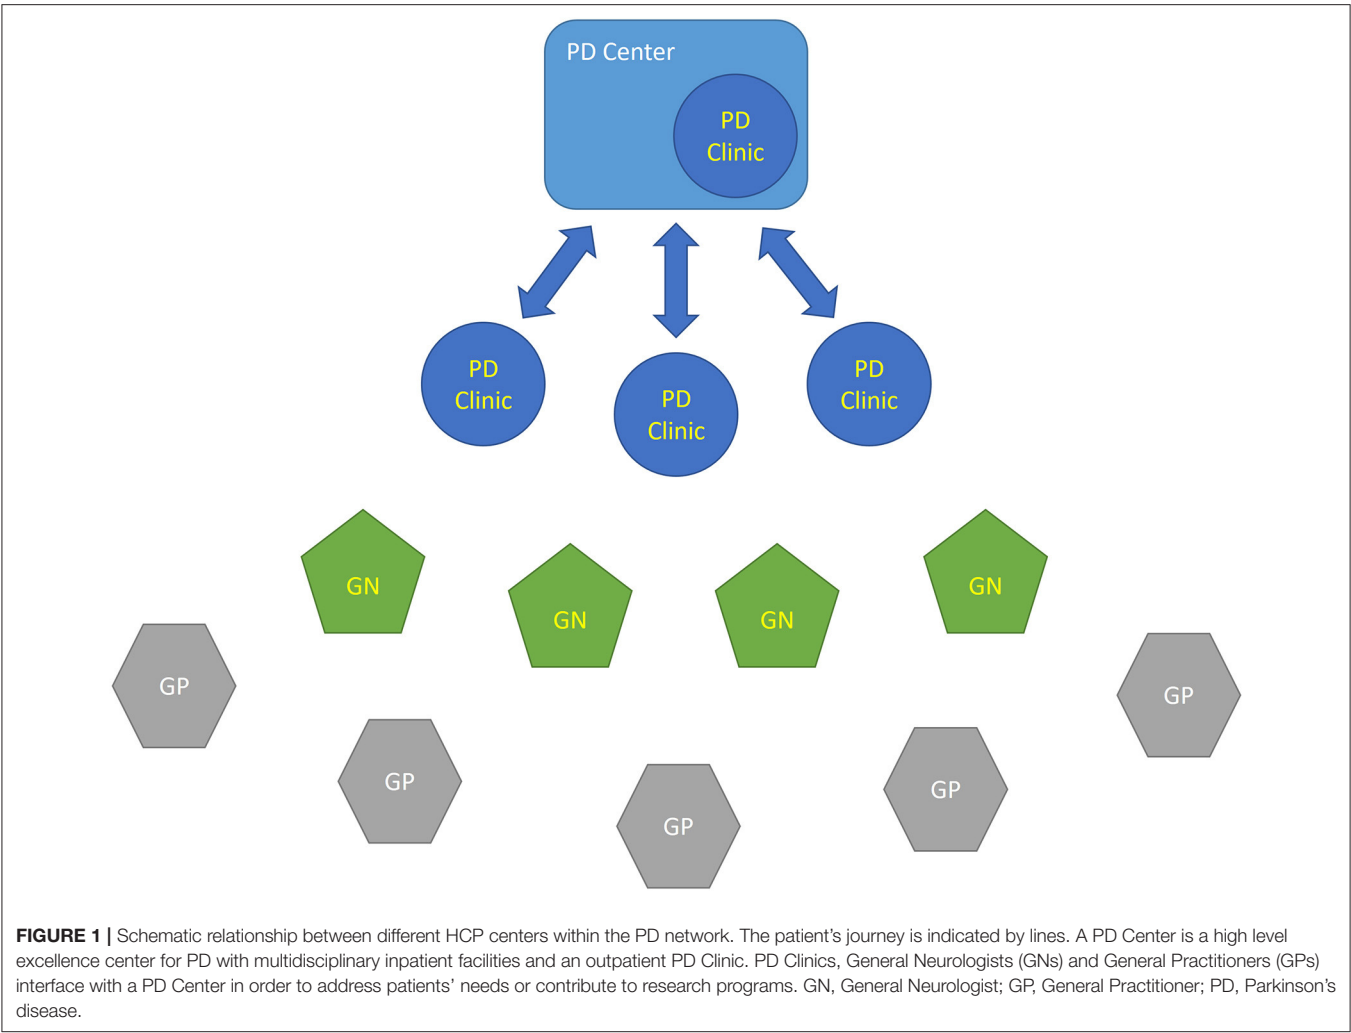 PD Center
PD
Clinic
PD
Clinic
PD
Clinic
PD
Clinic
GN
GN
GN
GN
GP
GP
GP
GP
GP
FIGURE 1 | Schematic relationship between different HCP centers within the PD network. The patient's journey is indicated by lines. A PD Center is a high level
excellence center for PD with multidisciplinary inpatient facilities and an outpatient PD Clinic. PD Clinics, General Neurologists (GNs) and General Practitioners (GPs)
interface with a PD Center in order to address patients' needs or contribute to research programs. GN, General Neurologist; GP, General Practitioner; PD, Parkinson's
disease.